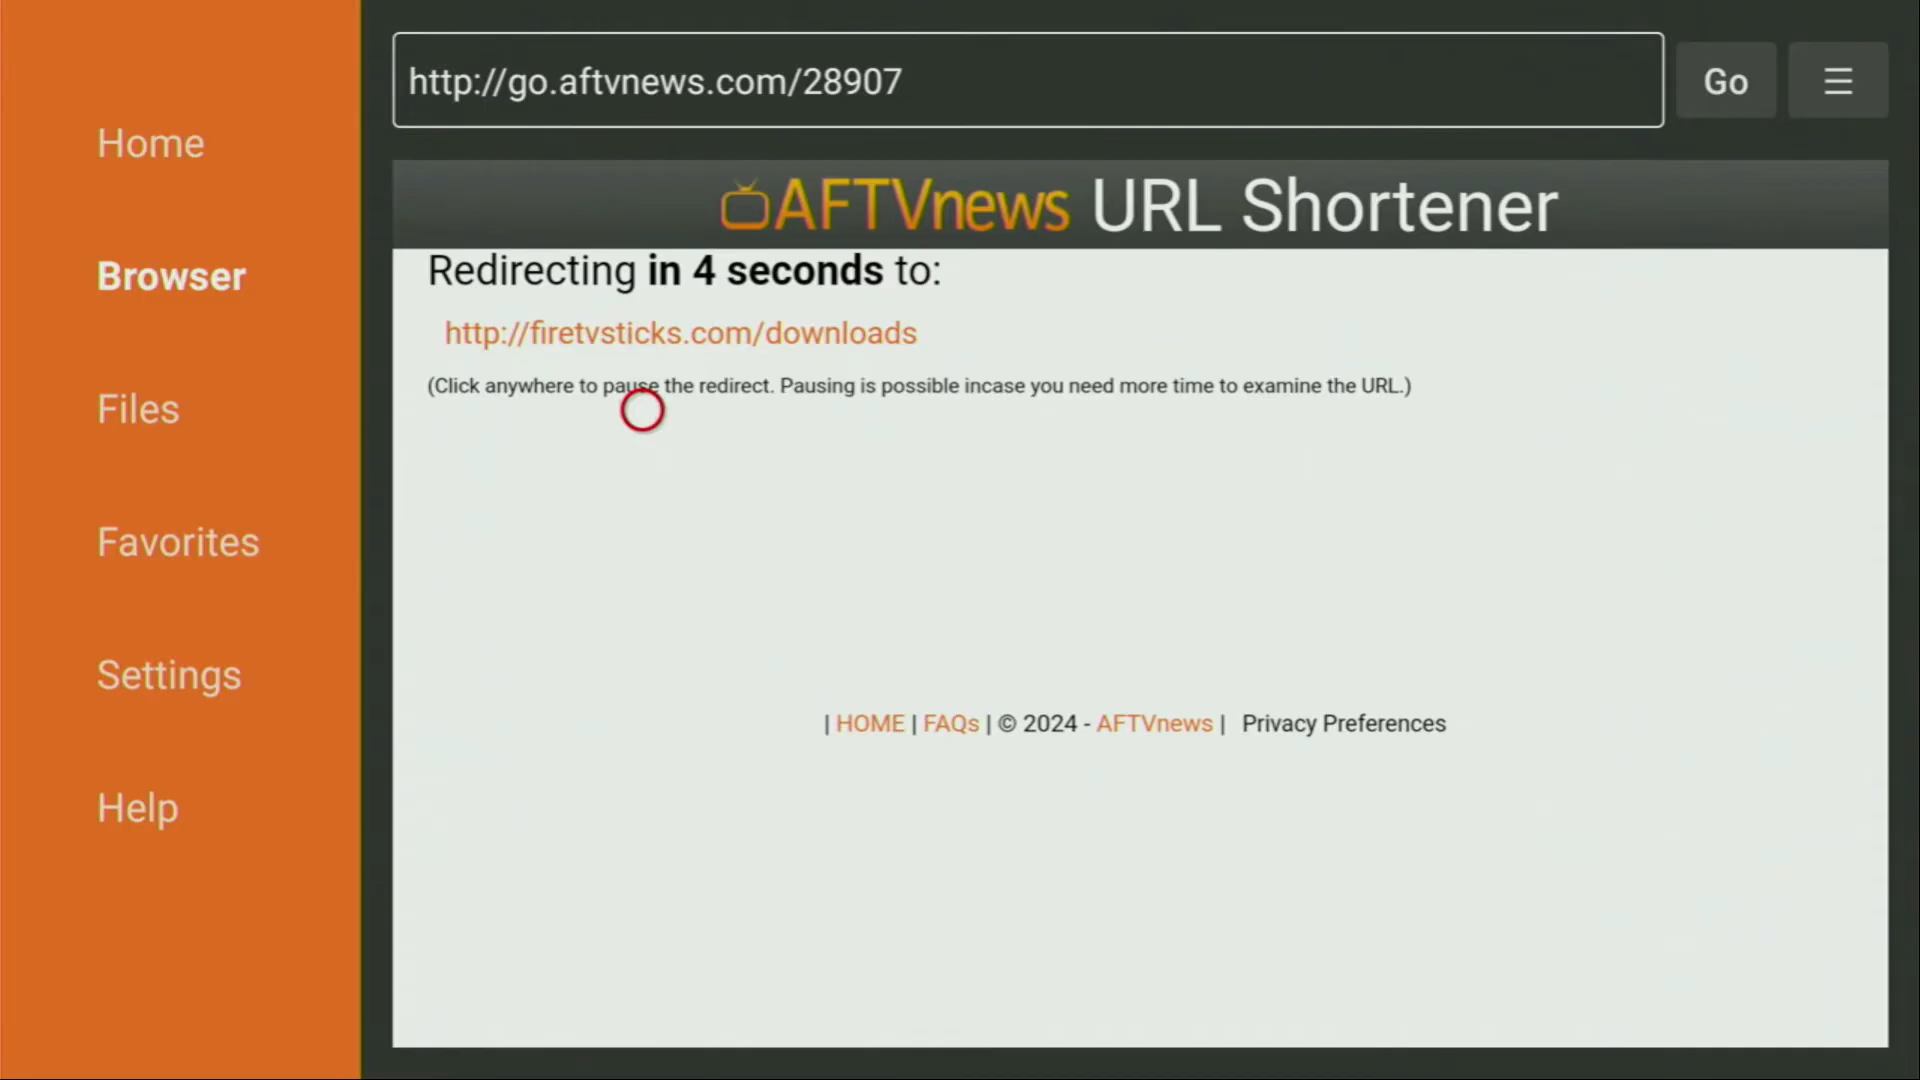 http://go.aftvnews.com/28907
Go
Home
Browser
Files
Favorites
Settings
Help
AFTVnews URL Shortener
Redirecting in 4 seconds to:
http://firetvsticks.com/downloads
(Click anywhere to pause the redirect. Pausing is possible incase you need more time to examine the URL.)
| HOME | FAQs | © 2024 - AFTVnews | Privacy Preferences